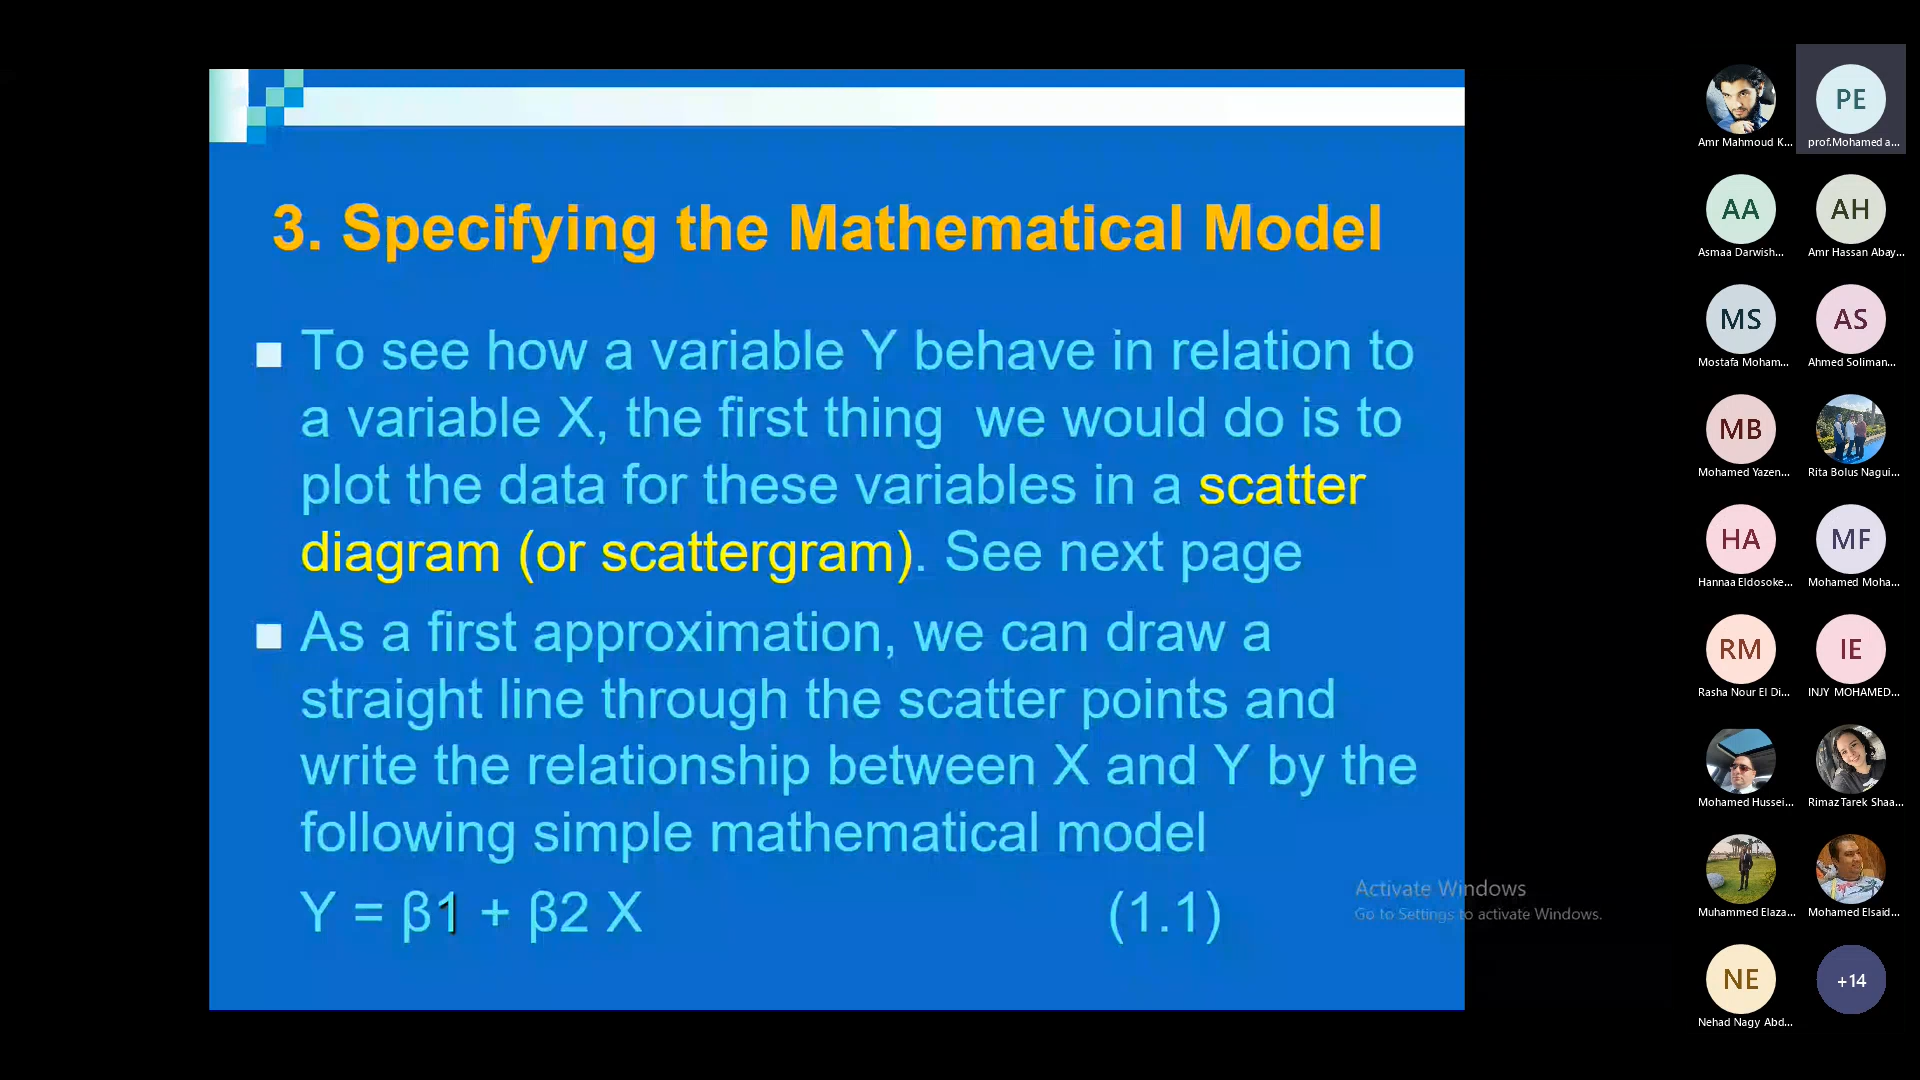 3. Specifying the Mathematical Model
To see how a variable Y behave in relation to
a variable X, the first thing we would do is to
plot the data for these variables in a scatter
diagram (or scattergram). See next page
As a first approximation, we can draw a
straight line through the scatter points and
write the relationship between X and Y by the
following simple mathematical model
Y = β1 + β2 X (1.1)
Activate Windows
Go to Settings to activate Windows.
PE
Amr Mahmoud K... prof.Mohamed a...
AA AH
Asmaa Darwish... Amr Hassan Abay...
MS AS
Mostafa Moham... Ahmed Soliman...
MB
Mohamed Yazen... Rita Bolus Nagui...
HA MF
Hannaa Eldosoke... Mohamed Moha...
RM IE
Rasha Nour El Di... INJY MOHAMED...
Mohamed Hussei... Rimaz Tarek Shaa...
Muhammed Elaza... Mohamed Elsaid...
NE +14
Nehad Nagy Abd...